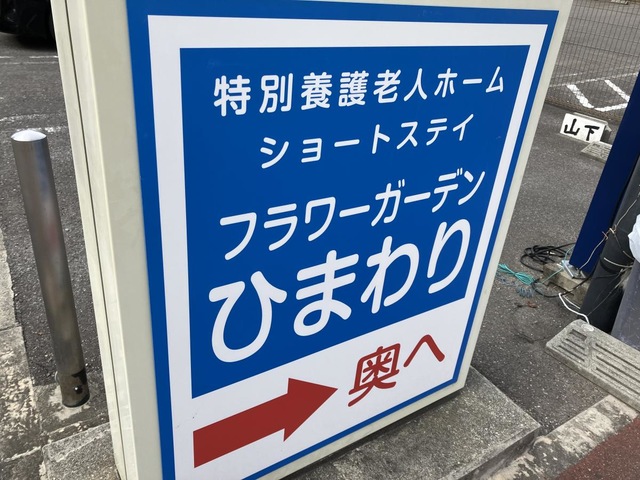 特別養護老人ホーム
ショートステイ
フラワーガーデン
ひまわり
奥へ
山下